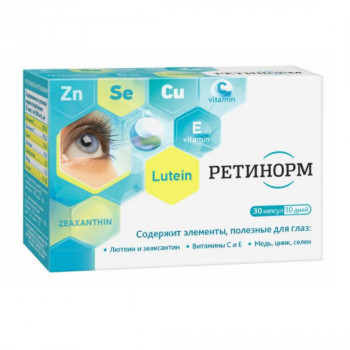 Zn
Se
Cu
C
vitamin
E
vitamin
Lutein
РЕТИНОРМ
ZEAXANTHIN
30 капсул 10 дней
Содержит элементы, полезные для глаз:
• Лютеин и зеаксантин • Витамины С и Е • Медь, цинк, селен